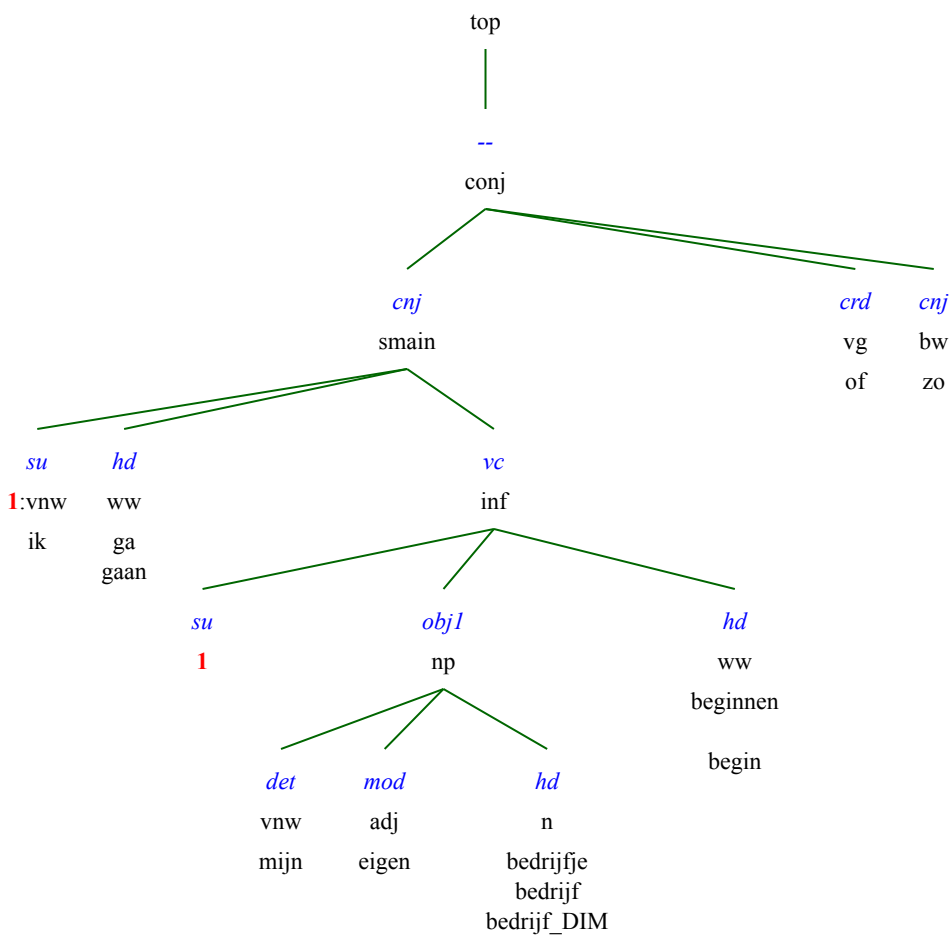 top
--
conj
cnj crd cnj
smain vg bw
of zo
su hd vc
1:vnw ww inf
ik ga
gaan
su obj1 hd
1 np ww
beginnen
begin
det mod hd
vnw adj n
mijn eigen bedrijfje
bedrijf
bedrijf_DIM